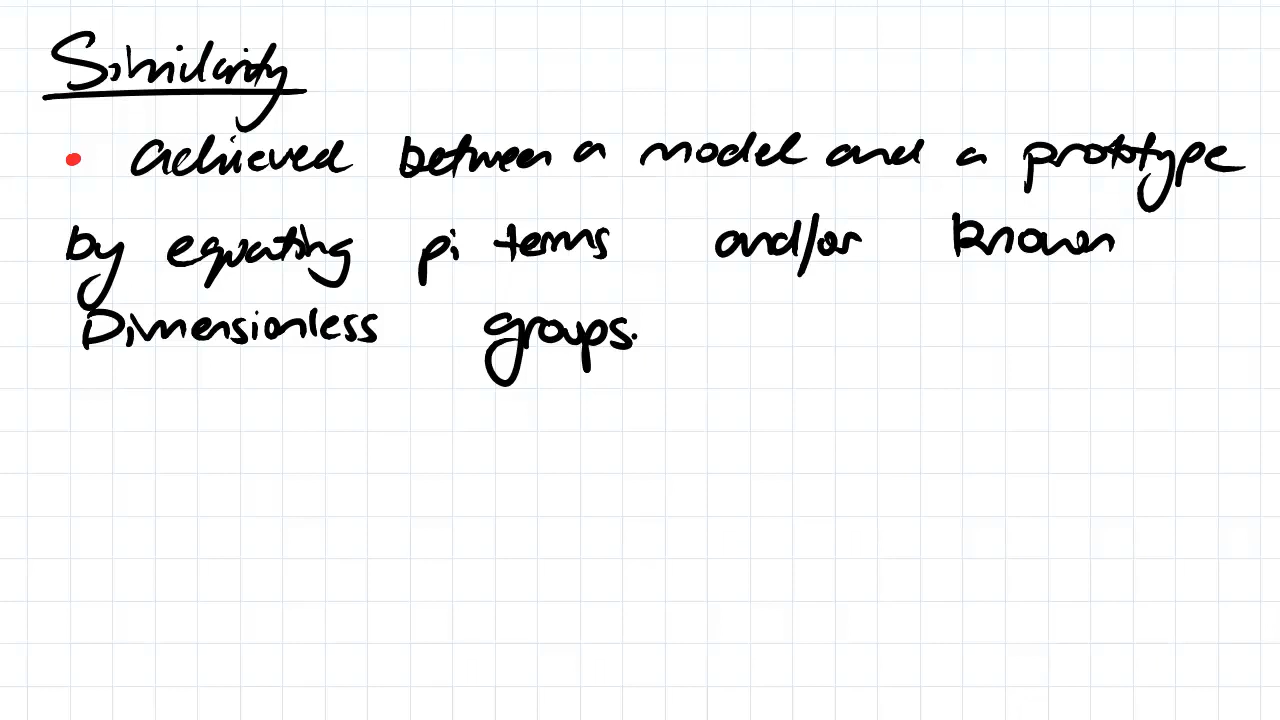 Similarity
• achieved between a model and a prototype
by equating pi terms and/or known
Dimensionless groups.